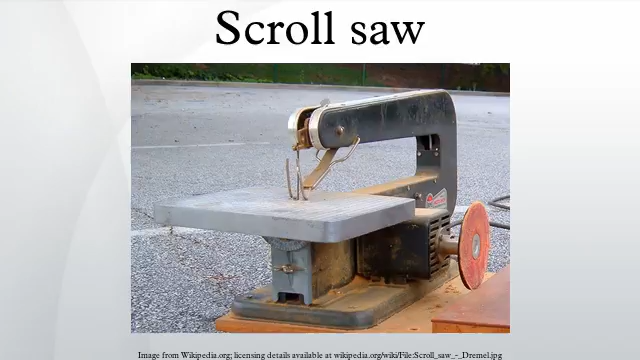 Scroll saw
Image from Wikipedia.org; licensing details available at wikipedia.org/wiki/File:Scroll_saw_-_Dremel.jpg